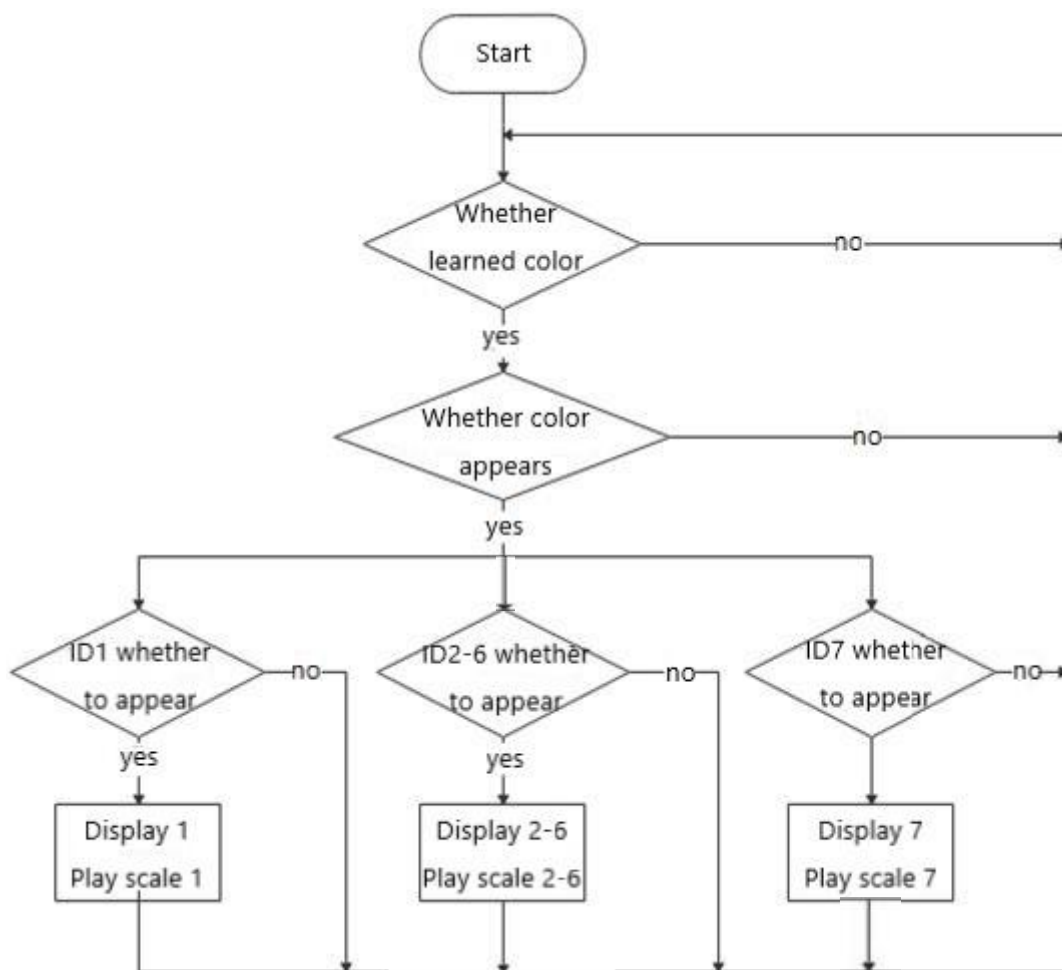 Start
Whether
learned color
no
yes
Whether color
appears
no
yes
ID1 whether
to appear
no
ID2-6 whether
to appear
no
ID7 whether
to appear
no
yes
yes
Display 1
Play scale 1
Display 2-6
Play scale 2-6
Display 7
Play scale 7